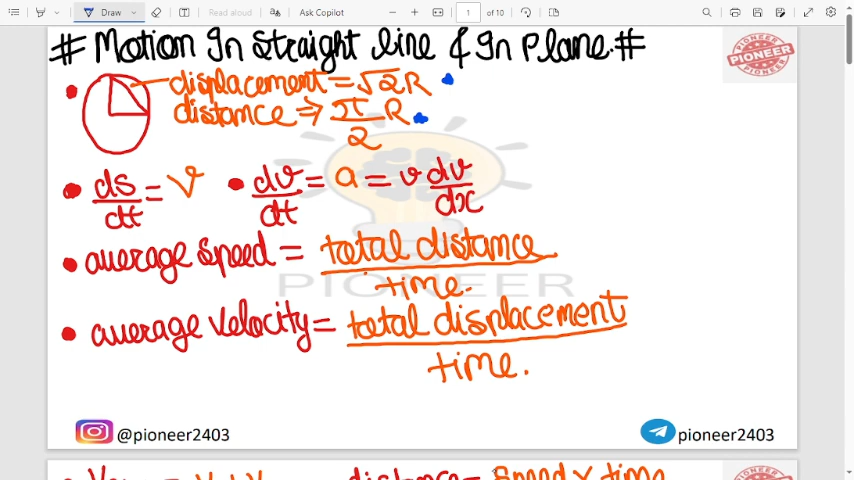 Read aloud Ask Copilot 1 of 10
Draw
# Motion In straight line & In plane #
PIONEER
PIONEER
PIONEER
displacement = √2R
distance ⇒ π/2 R
ds/dt = v
dv/dt = a = v dv/dx
average speed = total distance / time.
PIONEER
average velocity = total displacement / time.
@pioneer2403
pioneer2403
distance = speed × time